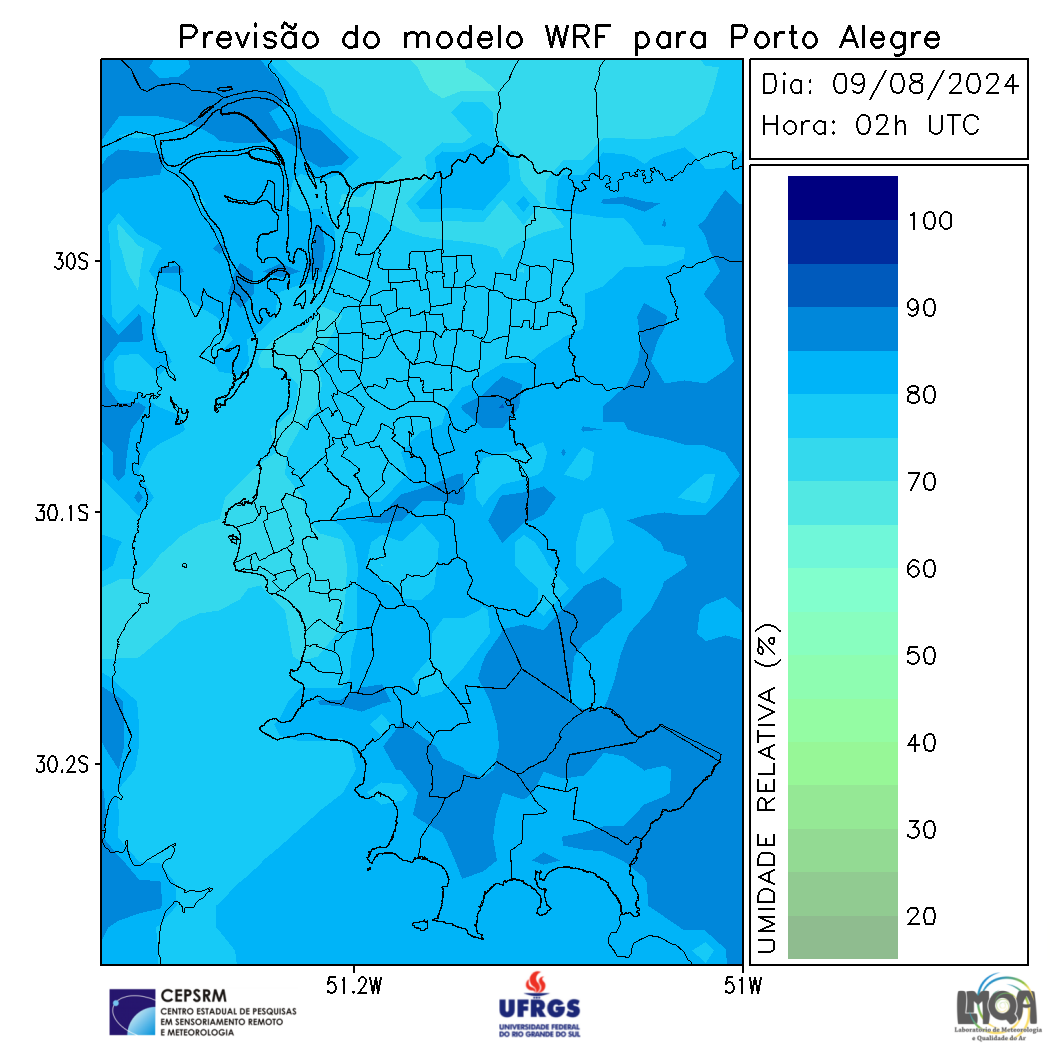 Previsão do modelo WRF para Porto Alegre
Dia: 09/08/2024
Hora: 02h UTC
30S
30.1S
30.2S
51.2W
51W
UMIDADE RELATIVA (%)
100
90
80
70
60
50
40
30
20
CEPSRM
CENTRO ESTADUAL DE PESQUISAS
EM SENSORIAMENTO REMOTO
E METEOROLOGIA
UFRGS
UNIVERSIDADE FEDERAL
DO RIO GRANDE DO SUL
LMQA
Laboratório de Meteorologia
e Qualidade do Ar